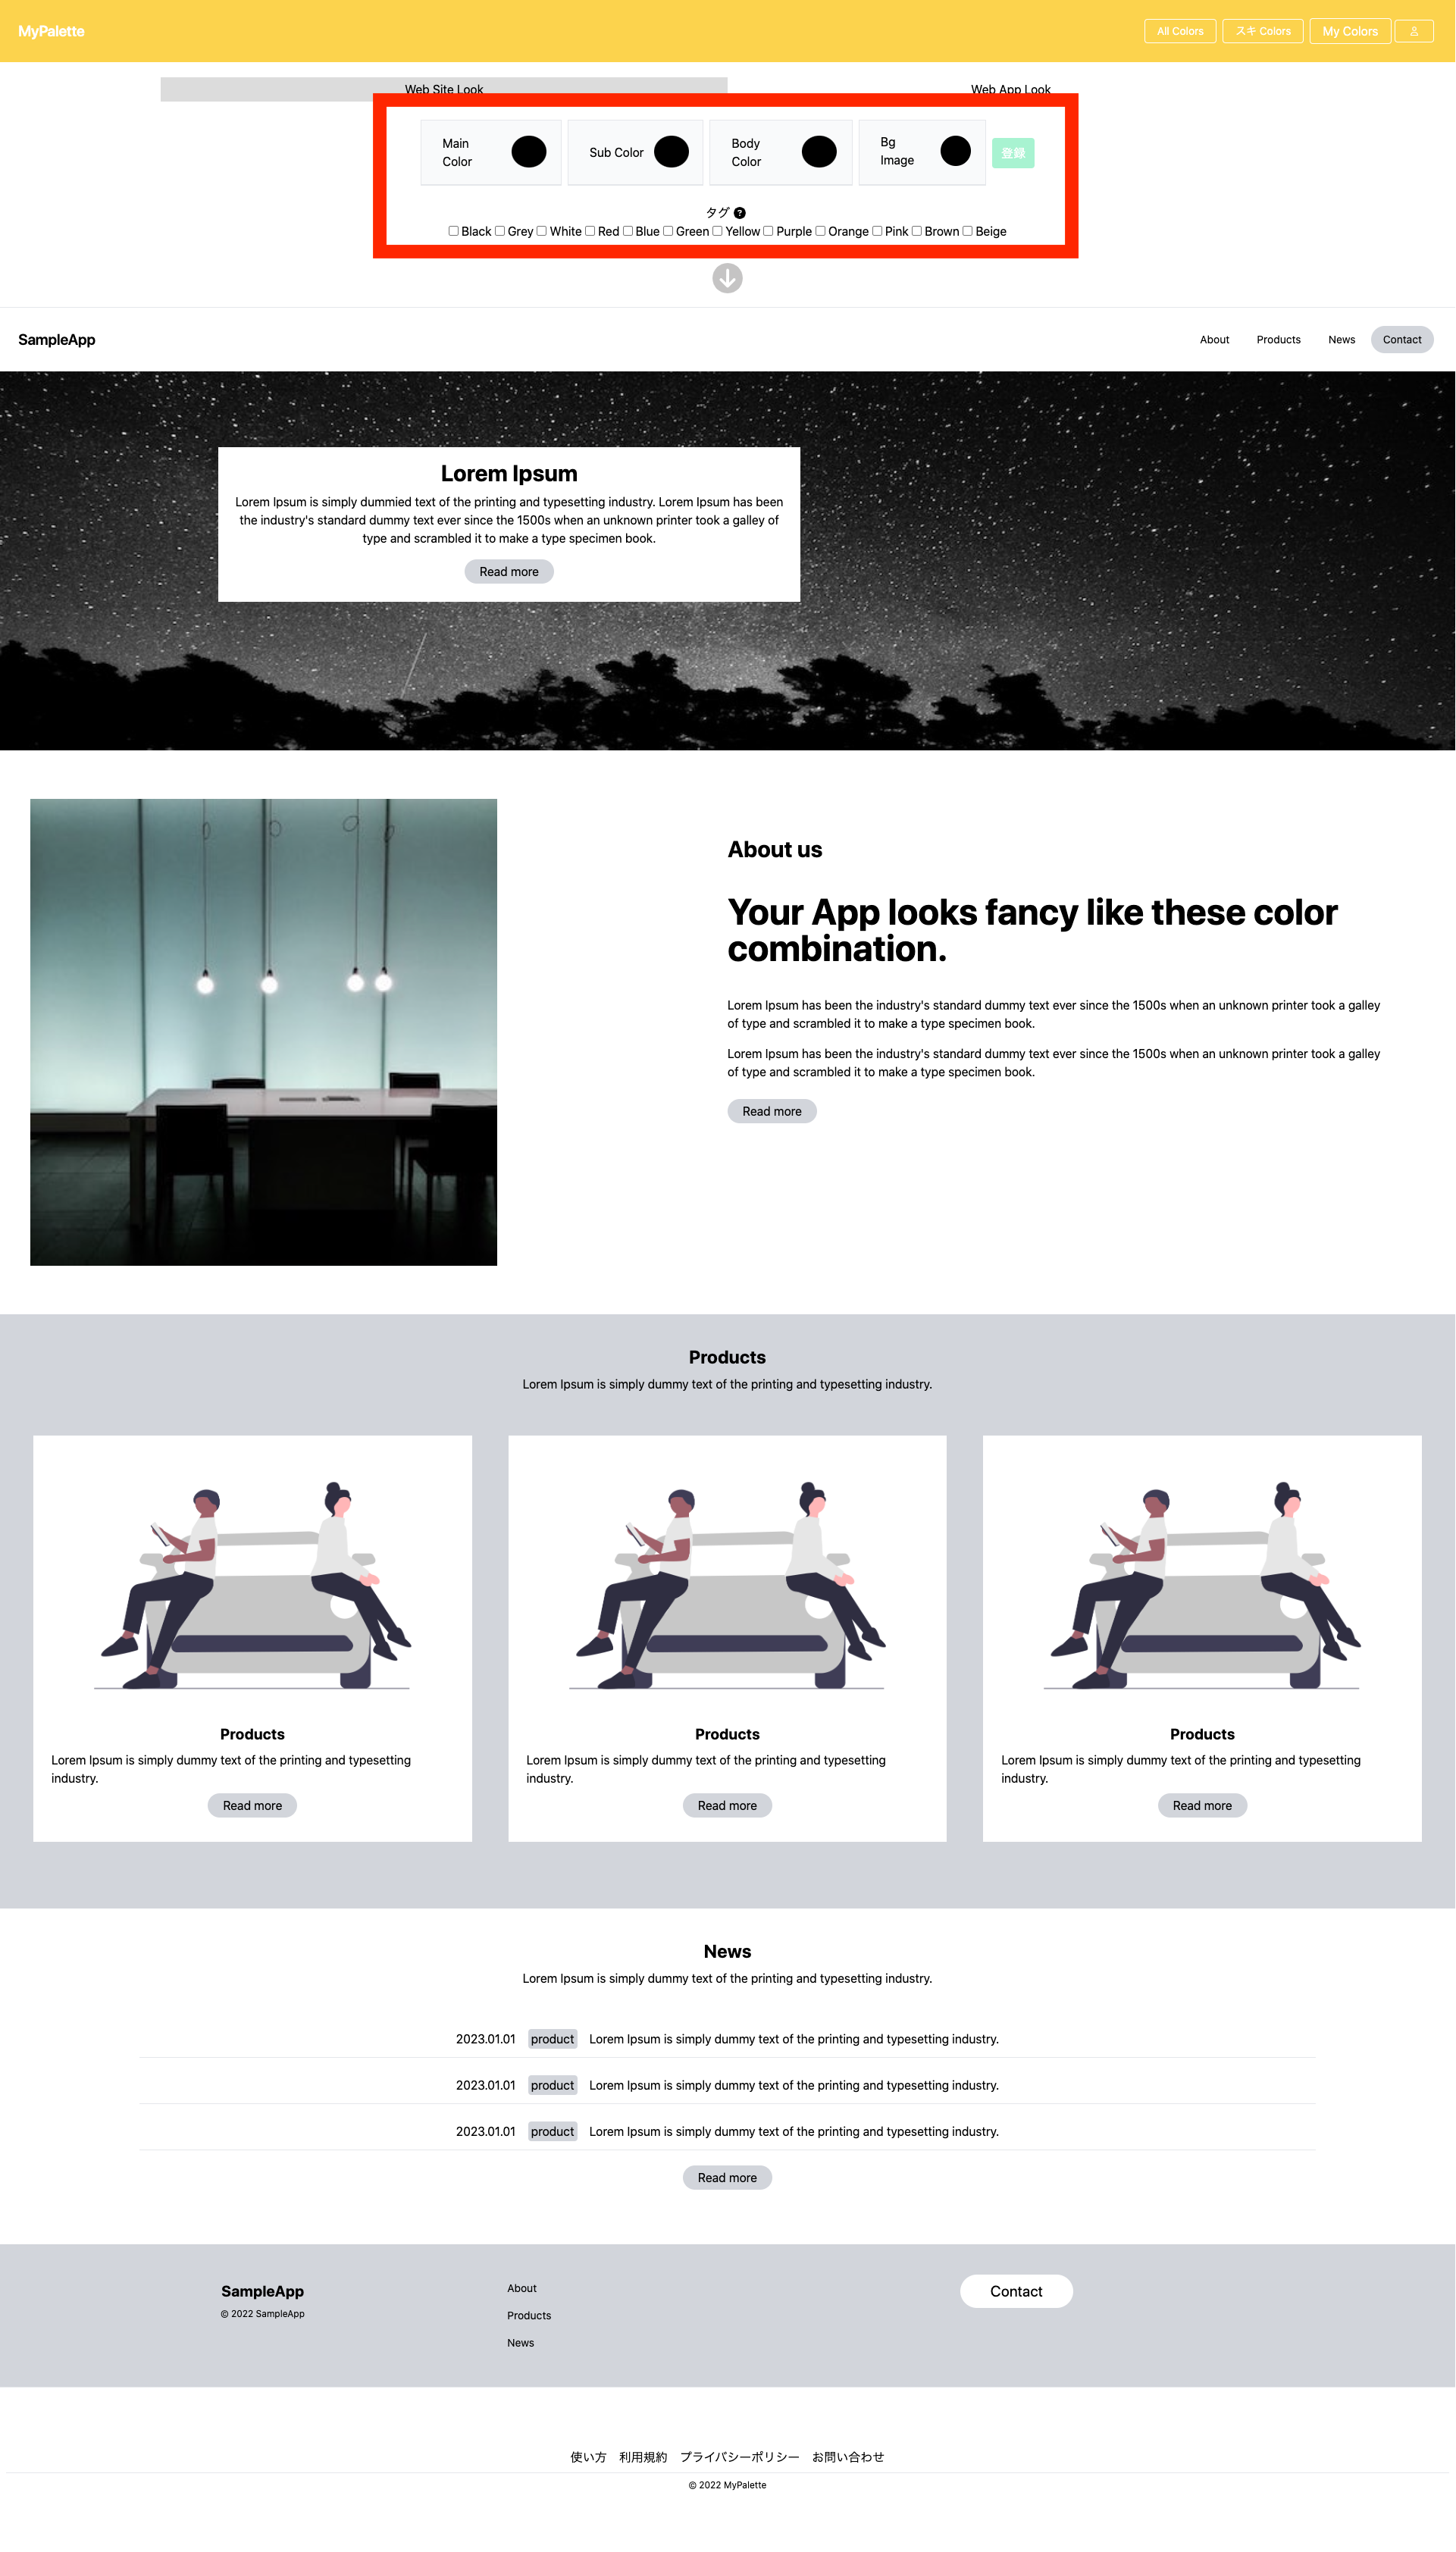 MyPalette
All Colors
スキ Colors
My Colors
Web Site Look
Web App Look
Main
Color
Sub Color
Body
Color
Bg
Image
登録
タグ ?
Black Grey White Red Blue Green Yellow Purple Orange Pink Brown Beige
SampleApp
About
Products
News
Contact
Lorem Ipsum
Lorem Ipsum is simply dummied text of the printing and typesetting industry. Lorem Ipsum has been
the industry's standard dummy text ever since the 1500s when an unknown printer took a galley of
type and scrambled it to make a type specimen book.
Read more
About us
Your App looks fancy like these color
combination.
Lorem Ipsum has been the industry's standard dummy text ever since the 1500s when an unknown printer took a galley
of type and scrambled it to make a type specimen book.
Lorem Ipsum has been the industry's standard dummy text ever since the 1500s when an unknown printer took a galley
of type and scrambled it to make a type specimen book.
Read more
Products
Lorem Ipsum is simply dummy text of the printing and typesetting industry.
Products
Lorem Ipsum is simply dummy text of the printing and typesetting
industry.
Read more
Products
Lorem Ipsum is simply dummy text of the printing and typesetting
industry.
Read more
Products
Lorem Ipsum is simply dummy text of the printing and typesetting
industry.
Read more
News
Lorem Ipsum is simply dummy text of the printing and typesetting industry.
2023.01.01 product Lorem Ipsum is simply dummy text of the printing and typesetting industry.
2023.01.01 product Lorem Ipsum is simply dummy text of the printing and typesetting industry.
2023.01.01 product Lorem Ipsum is simply dummy text of the printing and typesetting industry.
Read more
SampleApp
© 2022 SampleApp
About
Products
News
Contact
使い方 利用規約 プライバシーポリシー お問い合わせ
© 2022 MyPalette